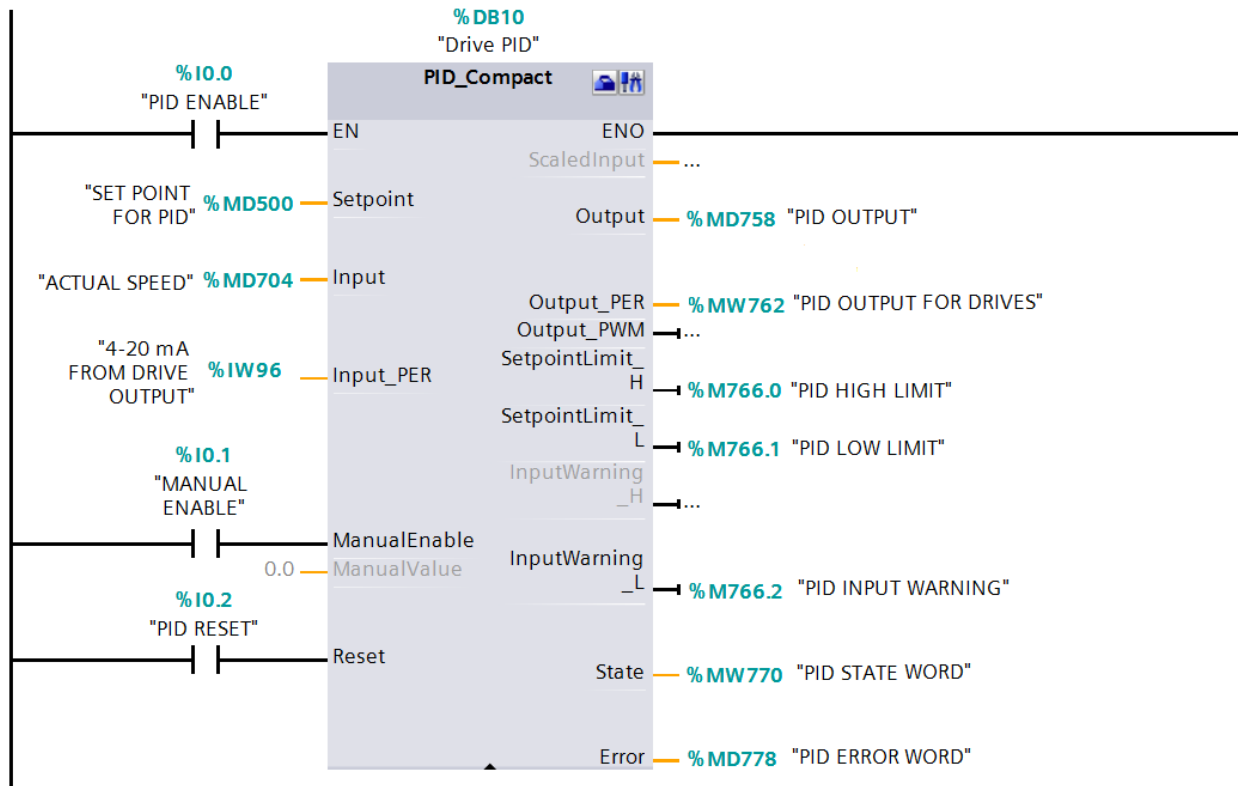 %DB10
"Drive PID"
PID_Compact
%I0.0
"PID ENABLE"
EN
ENO
ScaledInput ...
"SET POINT
FOR PID" %MD500 Setpoint
Output %MD758 "PID OUTPUT"
"ACTUAL SPEED" %MD704 Input
Output_PER %MW762 "PID OUTPUT FOR DRIVES"
Output_PWM ...
"4-20 mA
FROM DRIVE
OUTPUT" %IW96 Input_PER
SetpointLimit_
H %M766.0 "PID HIGH LIMIT"
SetpointLimit_
L %M766.1 "PID LOW LIMIT"
%I0.1
"MANUAL
ENABLE"
InputWarning
_H ...
ManualEnable
0.0 ManualValue
InputWarning
_L %M766.2 "PID INPUT WARNING"
%I0.2
"PID RESET"
Reset
State %MW770 "PID STATE WORD"
Error %MD778 "PID ERROR WORD"